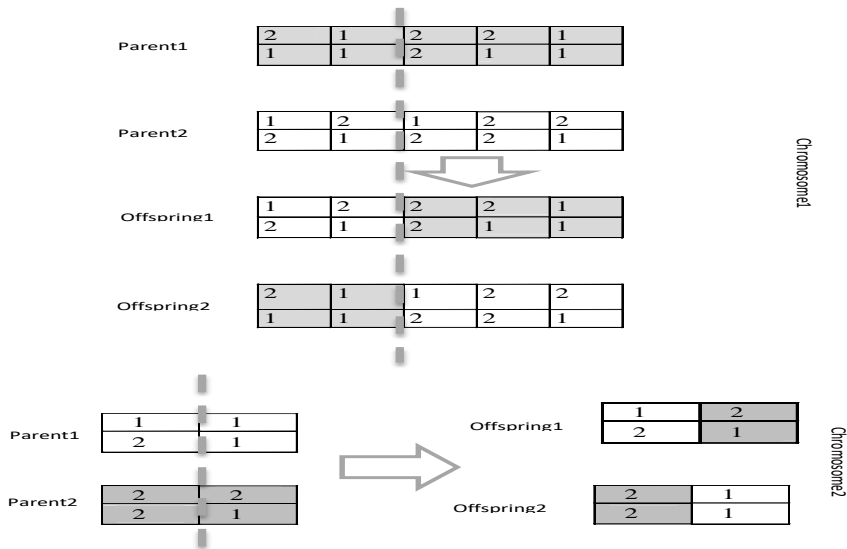 Parent1
2 1 2 2 1
1 1 2 1 1
Parent2
1 2 1 2 2
2 1 2 2 1
Chromosome1
Offspring1
1 2 2 2 1
2 1 2 1 1
Offspring2
2 1 1 2 2
1 1 2 2 1
Parent1
1 1
2 1
Parent2
2 2
2 1
Offspring1
1 2
2 1
Offspring2
2 1
2 1
Chromosome2